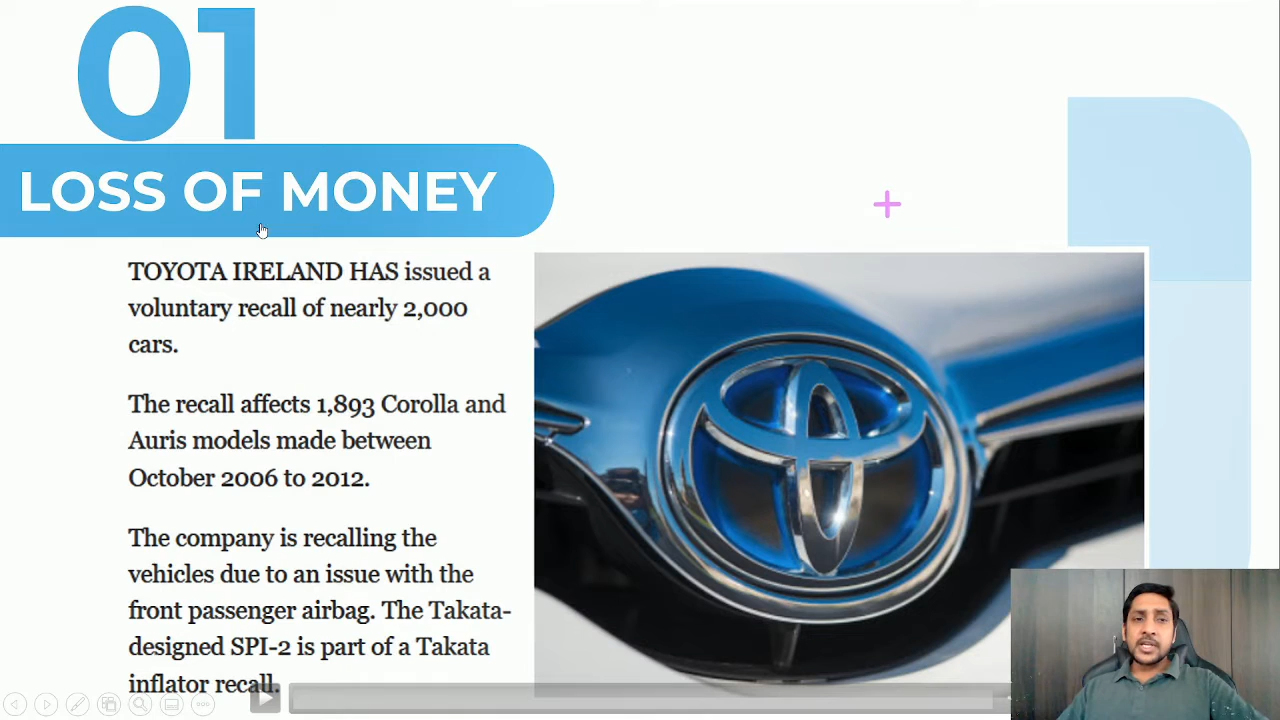 01
LOSS OF MONEY
TOYOTA IRELAND HAS issued a
voluntary recall of nearly 2,000
cars.
The recall affects 1,893 Corolla and
Auris models made between
October 2006 to 2012.
The company is recalling the
vehicles due to an issue with the
front passenger airbag. The Takata-
designed SPI-2 is part of a Takata
inflator recall.